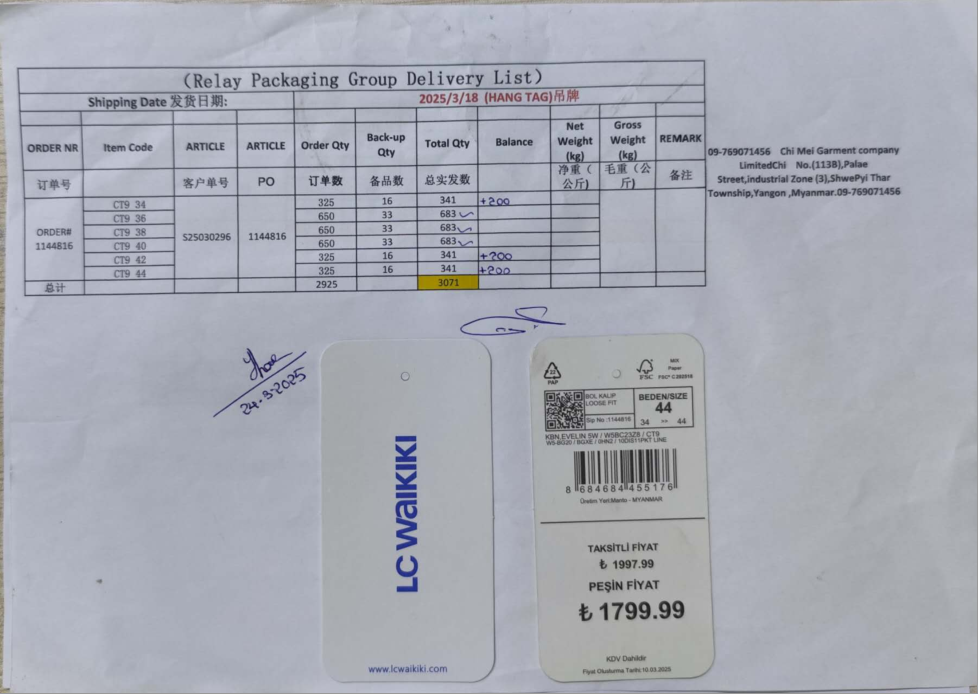 (Relay Packaging Group Delivery List)
Shipping Date 发货日期: 2025/3/18 (HANG TAG)吊牌
ORDER NR Item Code ARTICLE ARTICLE Order Qty Back-up Qty Total Qty Balance Net Weight (kg) Gross Weight (kg) REMARK
订单号 客户单号 PO 订单数 备品数 总实发数 净重(公斤) 毛重(公斤) 备注
ORDER# 1144816 S25030296 1144816
CT9 34 325 16 341 +200
CT9 36 650 33 683
CT9 38 650 33 683
CT9 40 650 33 683
CT9 42 325 16 341 +200
CT9 44 325 16 341 +200
总计 2925 3071
09-769071456 Chi Mei Garment company
LimitedChi No.(113B),Palae
Street,industrial Zone (3),ShwePyi Thar
Township,Yangon ,Myanmar.09-769071456
24-3-2025
LC WAIKIKI
www.lcwaikiki.com
22
PAP
FSC
MIX
Paper
FSC® C
BOL KALIP
LOOSE FIT
Sip No :1144816
BEDEN/SIZE
44
34 44
KBN,EVELIN SW / W5BC23Z8 / CT9
8 684684 455176
Üretim Yeri:Menşe - MYANMAR
TAKSİTLİ FİYAT
₺ 1997.99
PEŞİN FİYAT
₺ 1799.99
KDV Dahildir
Fiyat Oluşturma Tarihi:10.03.2025